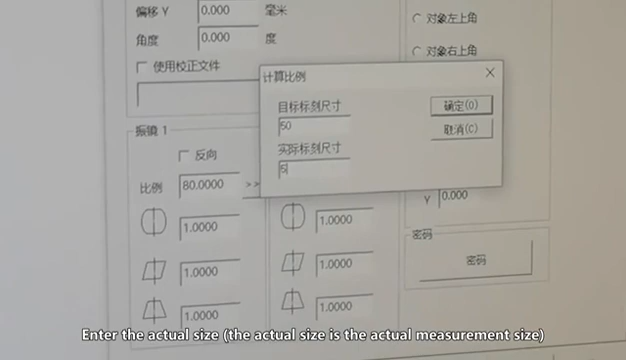 偏移 Y 0.000 毫米
角度 0.000 度
使用校正文件
对象左上角
对象右上角
计算比例
目标标刻尺寸
50
实际标刻尺寸
5
确定(O)
取消(C)
振镜 1
反向
比例 80.0000 >>
1.0000 1.0000
1.0000 1.0000
1.0000 1.0000
Y 0.000
密码
密码
Enter the actual size (the actual size is the actual measurement size)